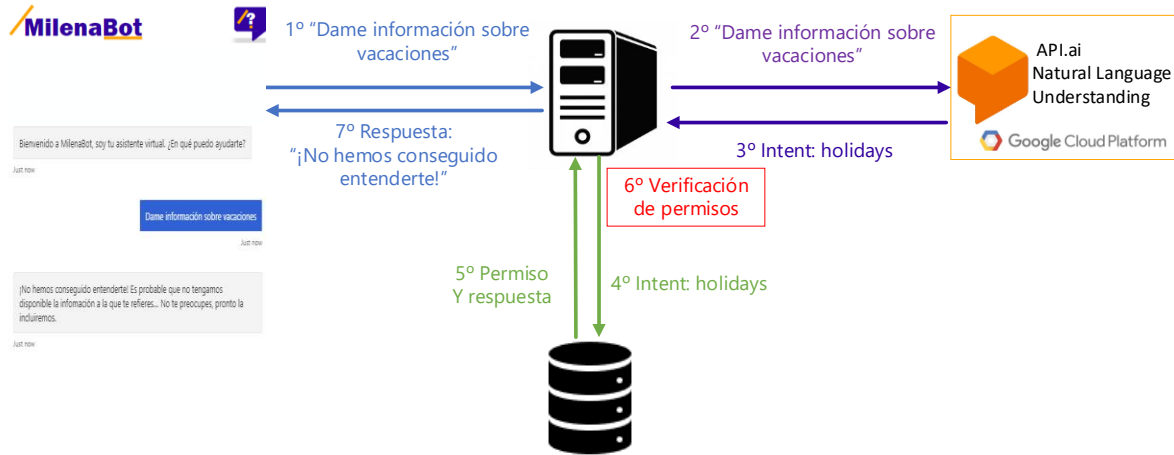 MilenaBot
/?
Bienvenido a MilenaBot, soy tu asistente virtual. ¿En qué puedo ayudarte?
Just now
Dame información sobre vacaciones
Just now
¡No hemos conseguido entenderte! Es probable que no tengamos
disponible la infomación a la que te refieres... No te preocupes, pronto la
incluiremos.
Just now
1º “Dame información sobre
vacaciones”
7º Respuesta:
“¡No hemos conseguido
entenderte!”
2º “Dame información sobre
vacaciones”
3º Intent: holidays
API.ai
Natural Language
Understanding
Google Cloud Platform
6º Verificación
de permisos
5º Permiso
Y respuesta
4º Intent: holidays